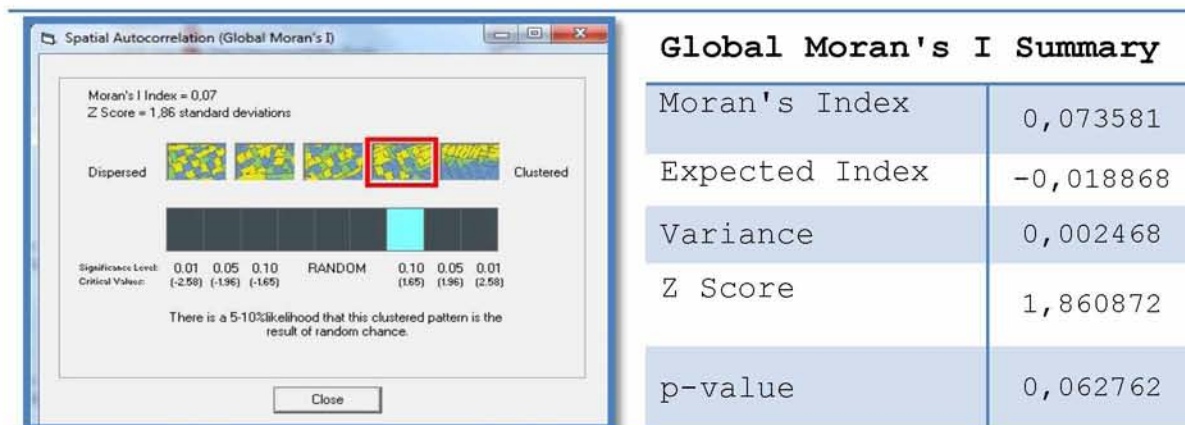 Spatial Autocorrelation (Global Moran's I)
Moran's I Index = 0,07
Z Score = 1,86 standard deviations
Dispersed
Clustered
Significance Level: 0.01 0.05 0.10 RANDOM 0.10 0.05 0.01
Critical Values: (-2.58) (-1.96) (-1.65) (1.65) (1.96) (2.58)
There is a 5-10%likelihood that this clustered pattern is the
result of random chance.
Close
Global Moran's I Summary
Moran's Index 0,073581
Expected Index -0,018868
Variance 0,002468
Z Score 1,860872
p-value 0,062762